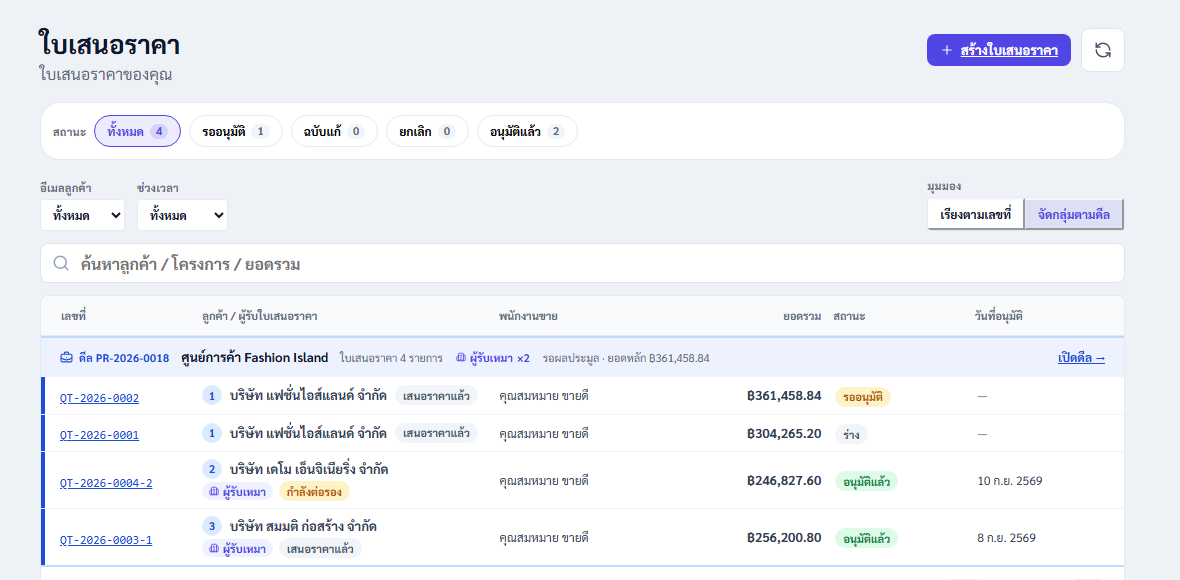 ใบเสนอราคา
ใบเสนอราคาของคุณ
+ สร้างใบเสนอราคา
สถานะ ทั้งหมด 4 รออนุมัติ 1 ฉบับแก้ 0 ยกเลิก 0 อนุมัติแล้ว 2
อีเมลลูกค้า ช่วงเวลา มุมมอง
ทั้งหมด ทั้งหมด เรียงตามเลขที่ จัดกลุ่มตามดีล
ค้นหาลูกค้า / โครงการ / ยอดรวม
เลขที่ ลูกค้า / ผู้รับใบเสนอราคา พนักงานขาย ยอดรวม สถานะ วันที่อนุมัติ
ดีล PR-2026-0018 ศูนย์การค้า Fashion Island ใบเสนอราคา 4 รายการ ผู้รับเหมา ×2 รอผลประมูล · ยอดหลัก ฿361,458.84 เปิดดีล →
QT-2026-0002 1 บริษัท แฟชั่นไอส์แลนด์ จำกัด เสนอราคาแล้ว คุณสมหมาย ขายดี ฿361,458.84 รออนุมัติ —
QT-2026-0001 1 บริษัท แฟชั่นไอส์แลนด์ จำกัด เสนอราคาแล้ว คุณสมหมาย ขายดี ฿304,265.20 ร่าง —
QT-2026-0004-2 2 บริษัท เดโม เอ็นจิเนียริ่ง จำกัด คุณสมหมาย ขายดี ฿246,827.60 อนุมัติแล้ว 10 ก.ย. 2569
ผู้รับเหมา กำลังต่อรอง
QT-2026-0003-1 3 บริษัท สมมติ ก่อสร้าง จำกัด คุณสมหมาย ขายดี ฿256,200.80 อนุมัติแล้ว 8 ก.ย. 2569
ผู้รับเหมา เสนอราคาแล้ว